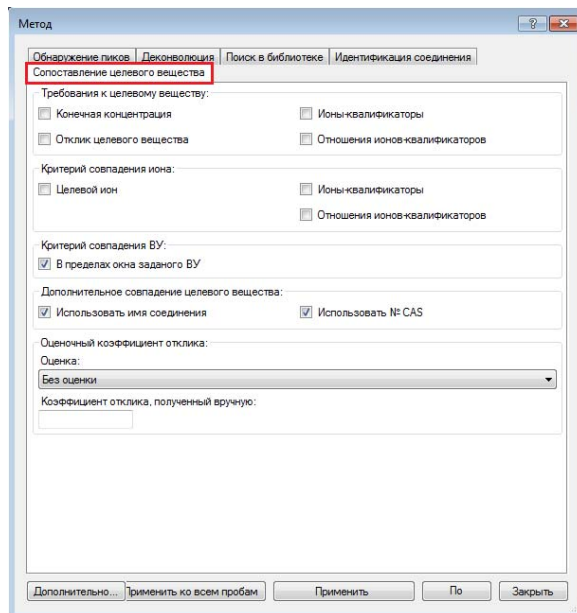 Метод
Обнаружение пиков Деконволюция Поиск в библиотеке Идентификация соединения
Сопоставление целевого вещества
Требования к целевому веществу:
Конечная концентрация Ионы-квалификаторы
Отклик целевого вещества Отношения ионов-квалификаторов
Критерий совпадения иона:
Целевой ион Ионы-квалификаторы
Отношения ионов-квалификаторов
Критерий совпадения ВУ:
В пределах окна заданного ВУ
Дополнительное совпадение целевого вещества:
Использовать имя соединения Использовать № CAS
Оценочный коэффициент отклика:
Оценка:
Без оценки
Коэффициент отклика, полученный вручную:
Дополнительно... Применить ко всем пробам Применить По Закрыть